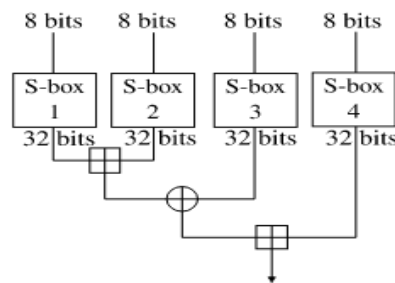 8 bits 8 bits 8 bits 8 bits
S-box S-box S-box S-box
1 2 3 4
32 bits 32 bits 32 bits 32 bits